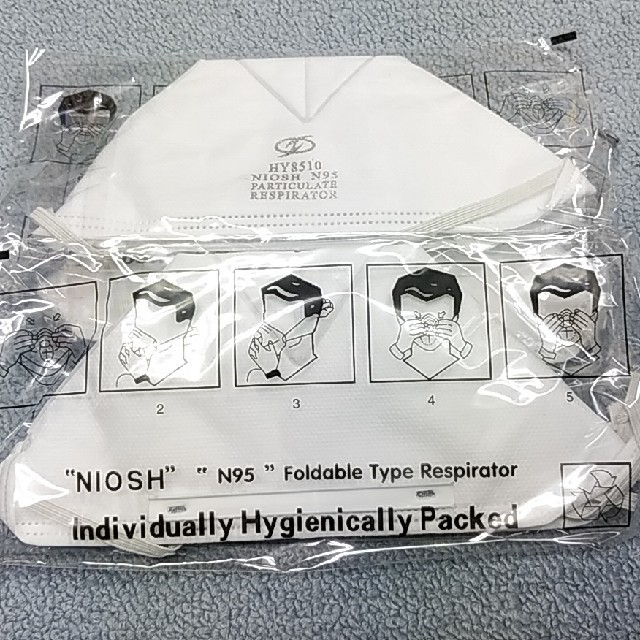 HY8510
NIOSH N95
PARTICULATE
RESPIRATOR
2
3
4
5
"NIOSH" " N95 " Foldable Type Respirator
Individually Hygienically Packed